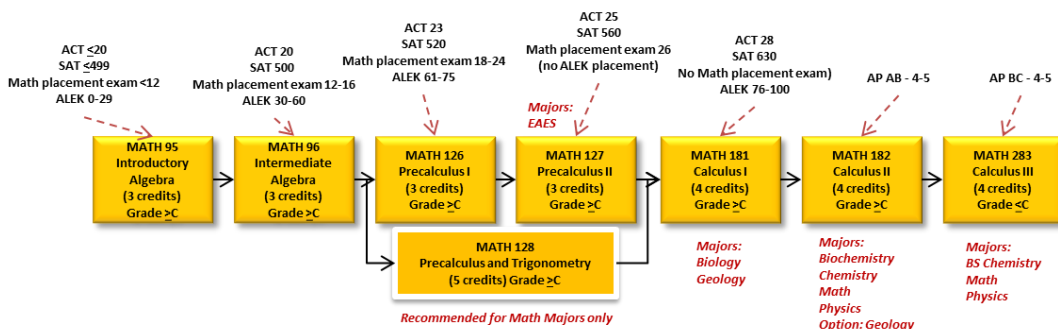 ACT ≤20
SAT ≤499
Math placement exam <12
ALEK 0-29
ACT 20
SAT 500
Math placement exam 12-16
ALEK 30-60
ACT 23
SAT 520
Math placement exam 18-24
ALEK 61-75
ACT 25
SAT 560
Math placement exam 26
(no ALEK placement)
Majors:
EAES
ACT 28
SAT 630
No Math placement exam)
ALEK 76-100
AP AB - 4-5
AP BC - 4-5
MATH 95
Introductory
Algebra
(3 credits)
Grade ≥C
MATH 96
Intermediate
Algebra
(3 credits)
Grade ≥C
MATH 126
Precalculus I
(3 credits)
Grade ≥C
MATH 127
Precalculus II
(3 credits)
Grade ≥C
MATH 181
Calculus I
(4 credits)
Grade ≥C
MATH 182
Calculus II
(4 credits)
Grade ≥C
MATH 283
Calculus III
(4 credits)
Grade ≤C
MATH 128
Precalculus and Trigonometry
(5 credits) Grade ≥C
Recommended for Math Majors only
Majors:
Biology
Geology
Majors:
Biochemistry
Chemistry
Math
Physics
Option: Geology
Majors:
BS Chemistry
Math
Physics